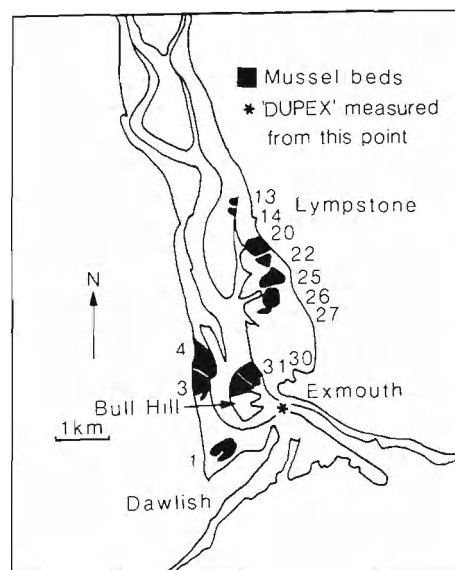 ■ Mussel beds
* 'DUPEX' measured
from this point
13
14
Lympstone
20
22
25
26
27
N
4
3
31
30
Exmouth
Bull Hill
1km
1
Dawlish